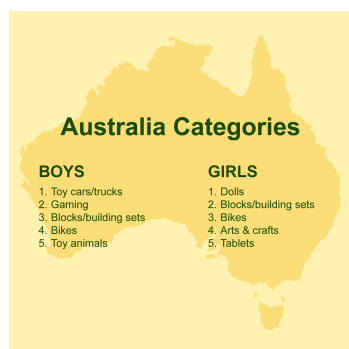 Australia Categories
BOYS
1. Toy cars/trucks
2. Gaming
3. Blocks/building sets
4. Bikes
5. Toy animals
GIRLS
1. Dolls
2. Blocks/building sets
3. Bikes
4. Arts & crafts
5. Tablets